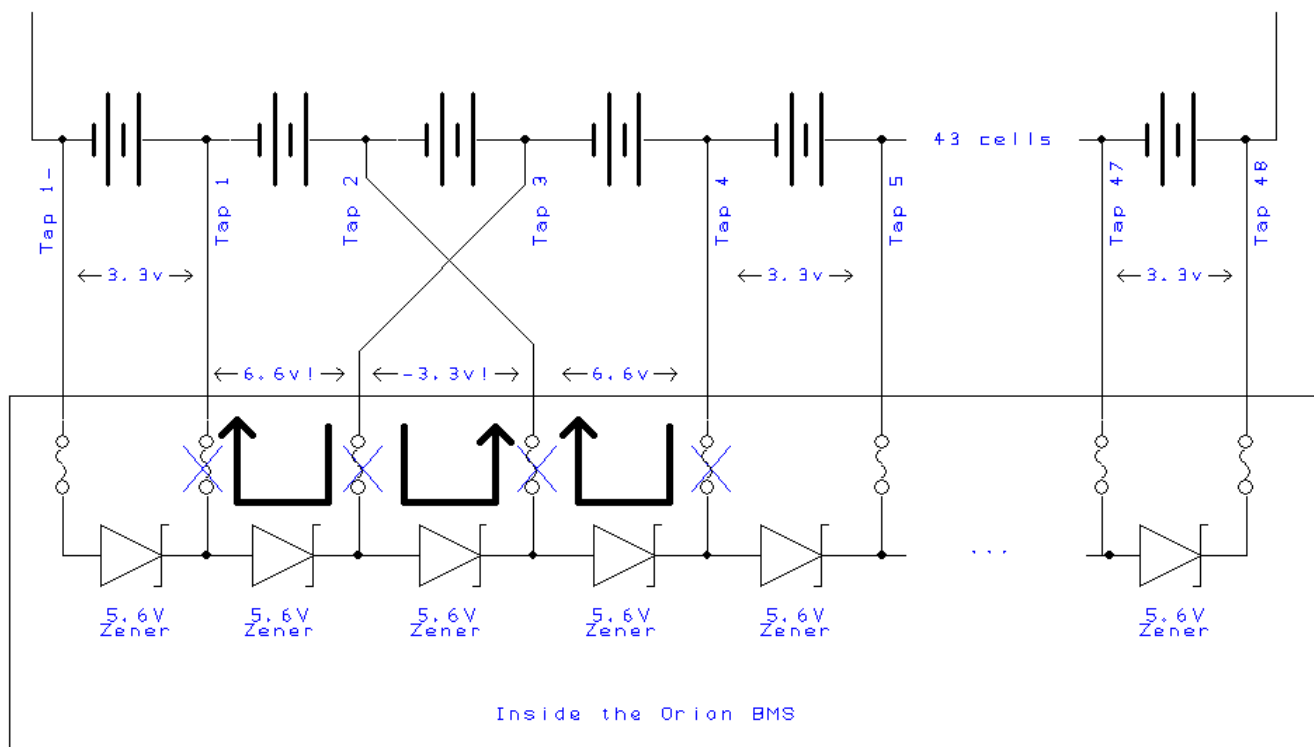 43 cells
Tap 1-
Tap 1
Tap 2
Tap 3
Tap 4
Tap 5
Tap 47
Tap 48
3.3v
3.3v
3.3v
6.6v!
-3.3v!
6.6v
...
5.6V
Zener
5.6V
Zener
5.6V
Zener
5.6V
Zener
5.6V
Zener
5.6V
Zener
Inside the Orian BMS